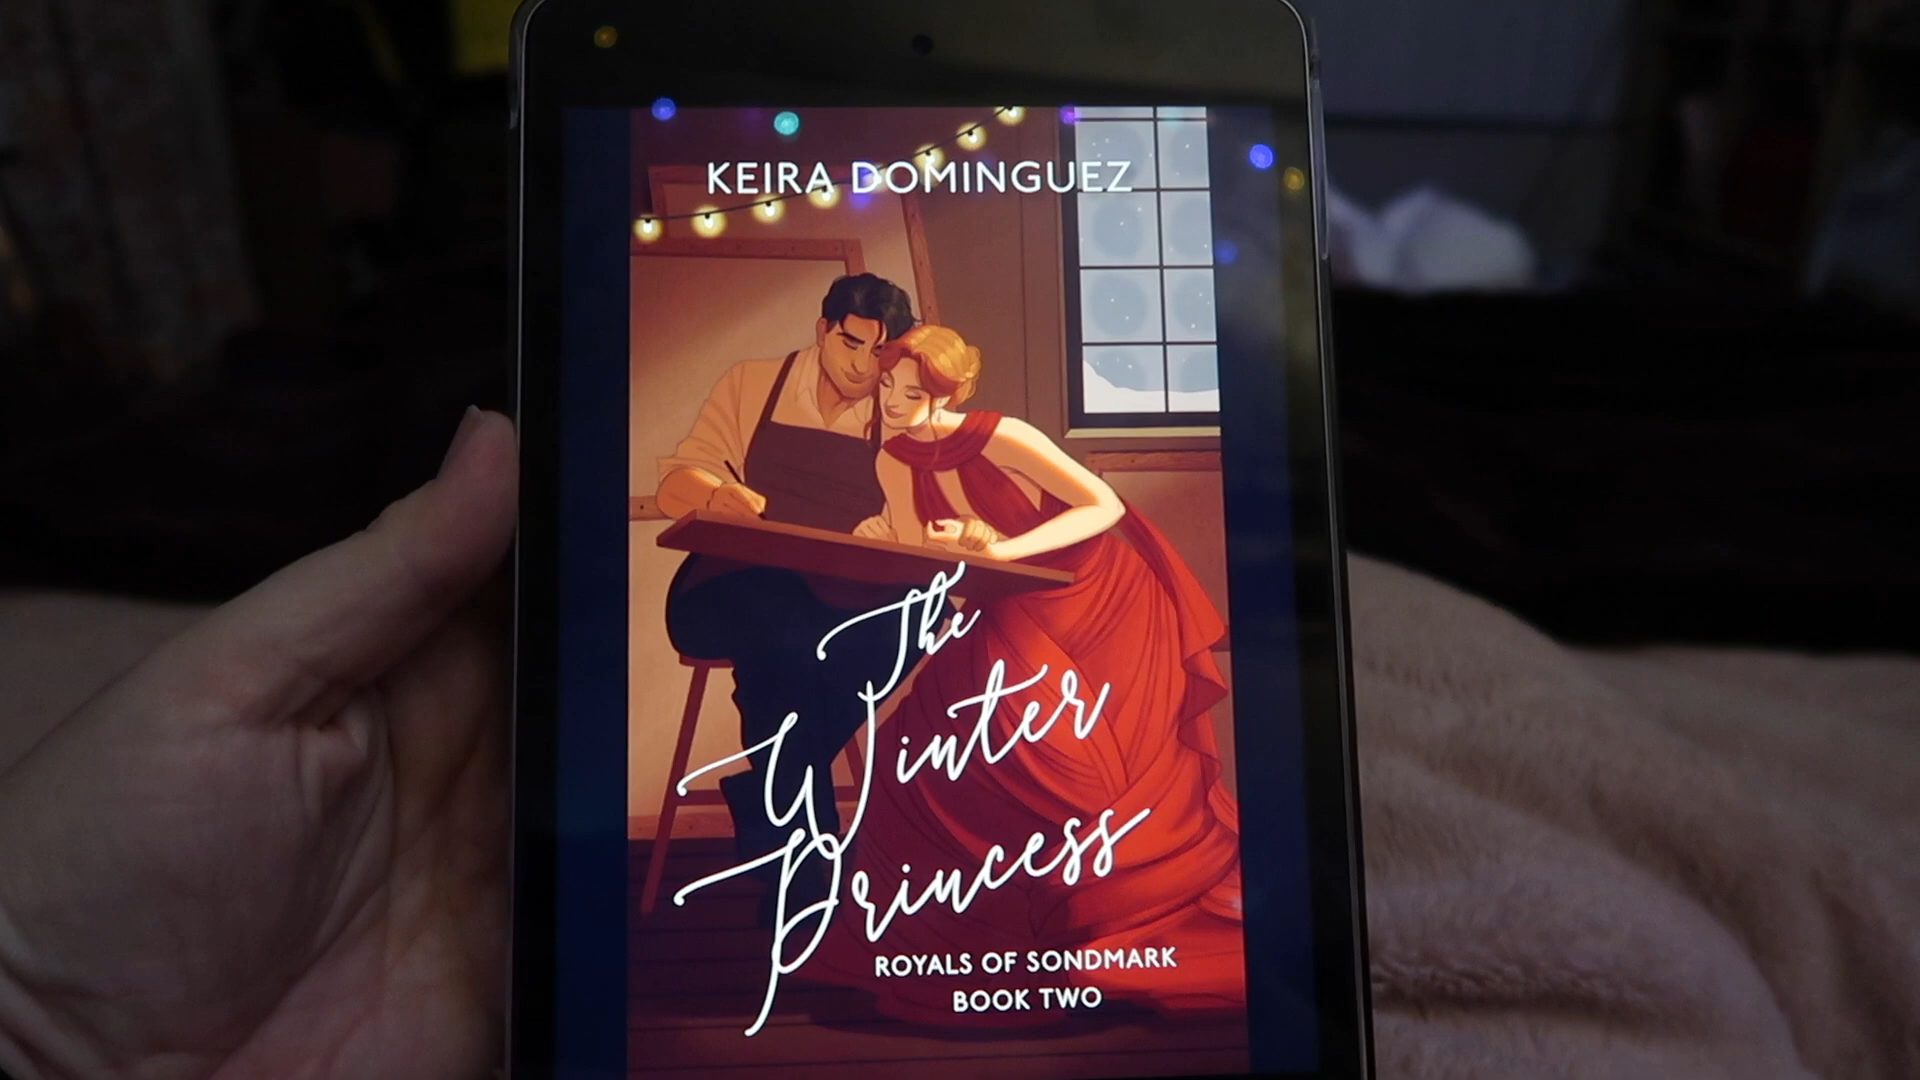 KEIRA DOMINGUEZ
The
Winter
Princess
ROYALS OF SONDMARK
BOOK TWO